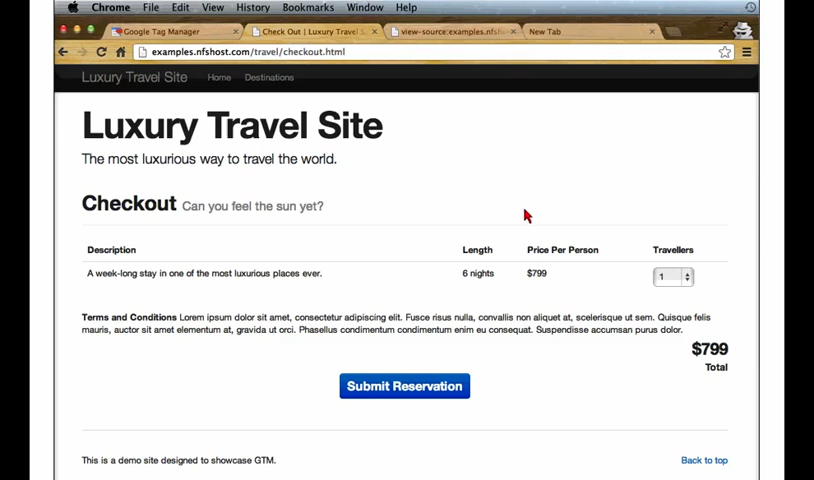 Chrome File Edit View History Bookmarks Window Help
Google Tag Manager
Check Out | Luxury Travel S
view-source:examples.nfsh
New Tab
examples.nfshost.com/travel/checkout.html
Luxury Travel Site Home Destinations
Luxury Travel Site
The most luxurious way to travel the world.
Checkout Can you feel the sun yet?
Description Length Price Per Person Travellers
A week-long stay in one of the most luxurious places ever. 6 nights $799 1
Terms and Conditions Lorem ipsum dolor sit amet, consectetur adipiscing elit. Fusce risus nulla, convallis non aliquet at, scelerisque ut dui. Quisque felis
mauris, auctor sit amet elementum at, gravida ut orci. Phasellus condimentum condimentum enim eu consequat. Suspendisse accumsan purus dolor.
$799
Total
Submit Reservation
This is a demo site designed to showcase GTM. Back to top